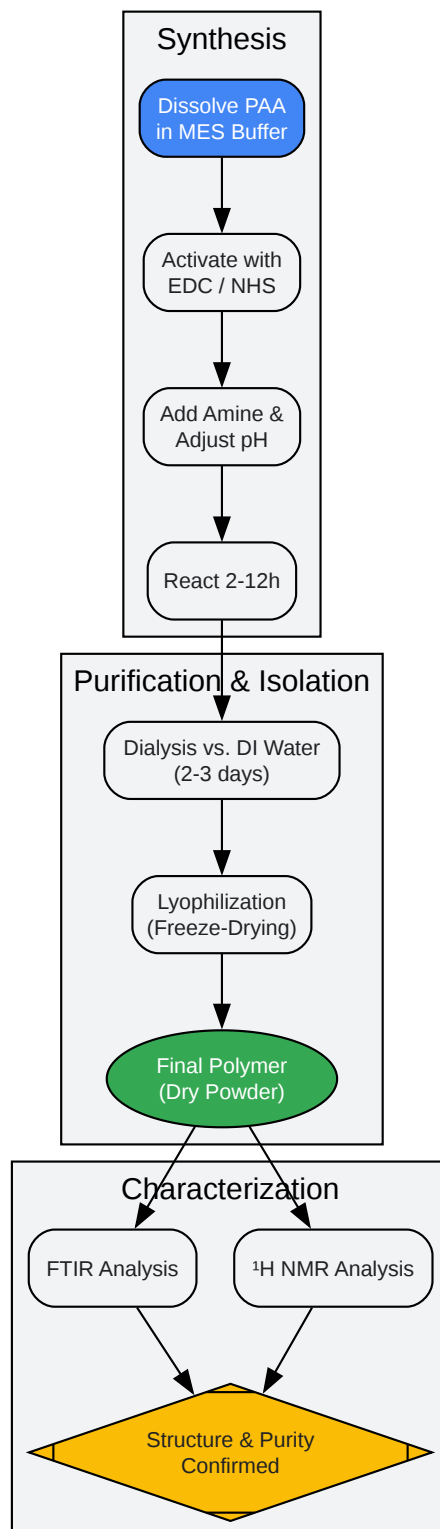 Synthesis
Dissolve PAA
in MES Buffer
Activate with
EDC / NHS
Add Amine &
Adjust pH
React 2-12h
Purification & Isolation
Dialysis vs. DI Water
(2-3 days)
Lyophilization
(Freeze-Drying)
Final Polymer
(Dry Powder)
Characterization
FTIR Analysis
¹H NMR Analysis
Structure & Purity
Confirmed